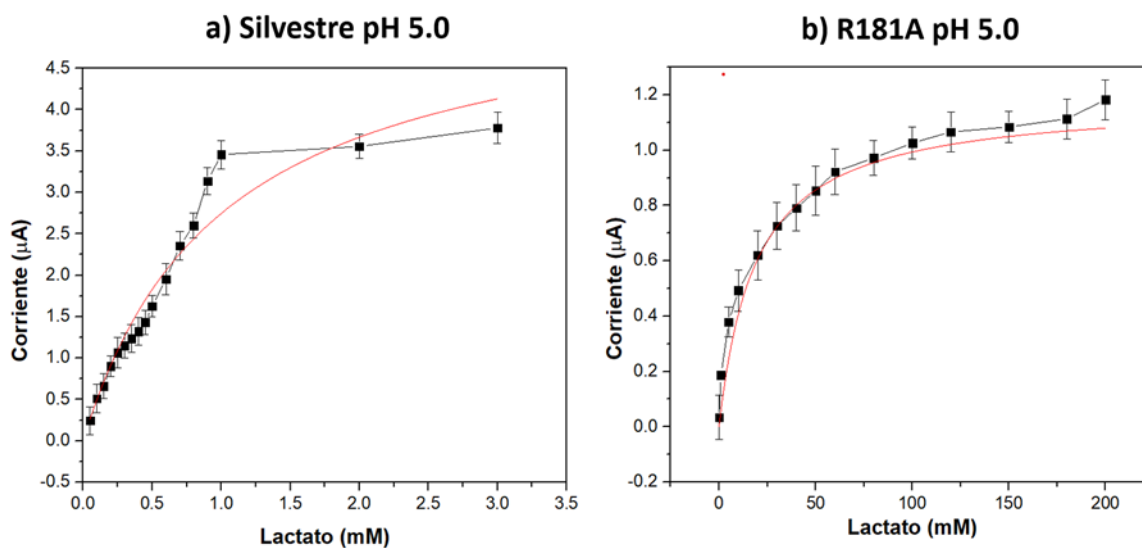 a) Silvestre pH 5.0
Corriente (μA)
4.5
4.0
3.5
3.0
2.5
2.0
1.5
1.0
0.5
0.0
-0.5
0.0 0.5 1.0 1.5 2.0 2.5 3.0 3.5
Lactato (mM)
b) R181A pH 5.0
Corriente (μA)
1.2
1.0
0.8
0.6
0.4
0.2
0.0
-0.2
0 50 100 150 200
Lactato (mM)